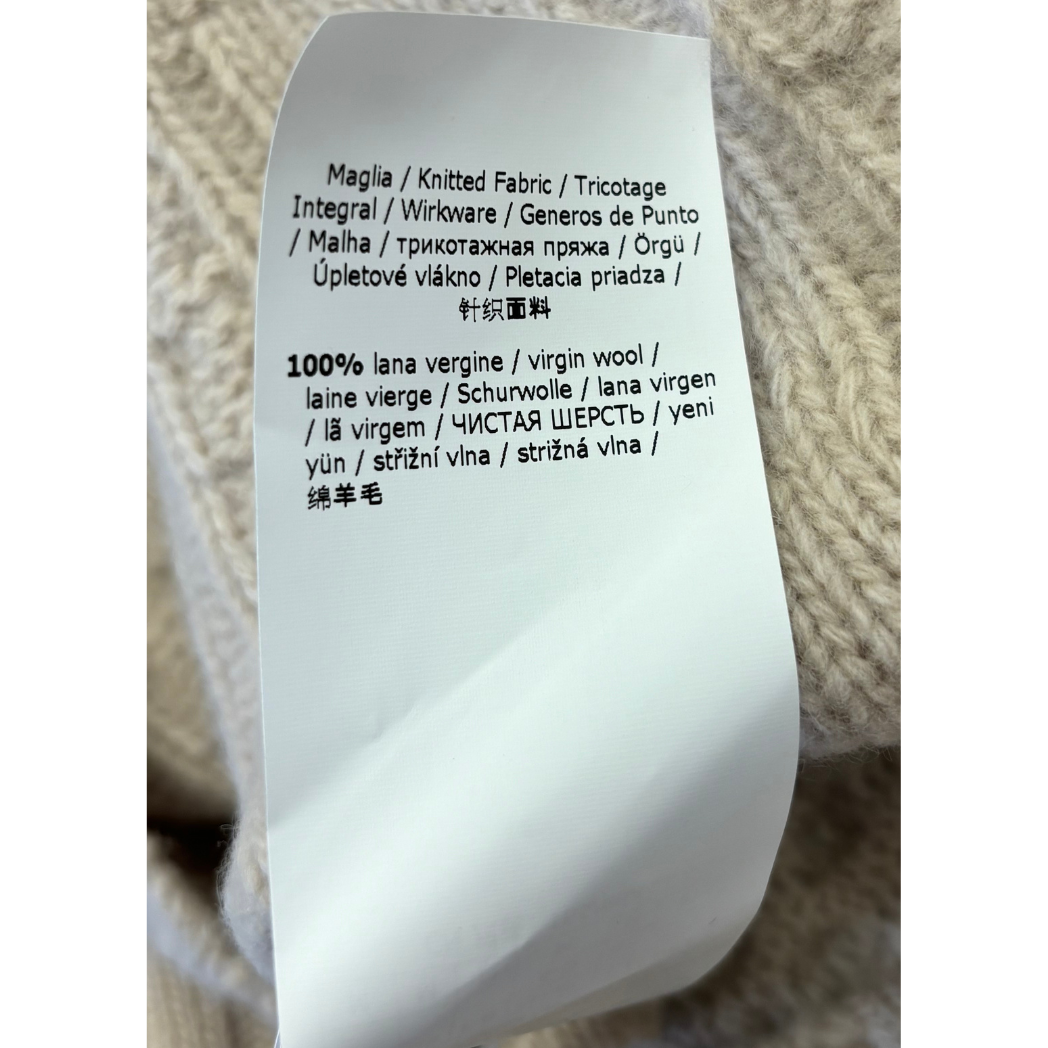 Maglia / Knitted Fabric / Tricotage
Integral / Wirkware / Generos de Punto
/ Malha / трикотажная пряжа / Örgü /
Úpletové vlákno / Pletacia priadza /
针织面料
100% lana vergine / virgin wool /
laine vierge / Schurwolle / lana virgen
/ lã virgem / ЧИСТАЯ ШЕРСТЬ / yeni
yün / střižní vlna / strižná vlna /
绵羊毛